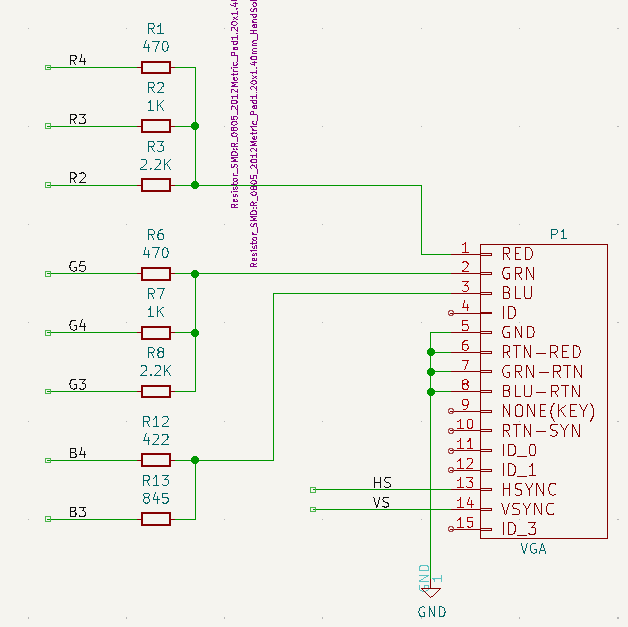 R1
470
R4
R2
1K
R3
R3
2.2K
R2
Resistor_SMD:R_0805_2012Metric_Pad1.20x1.4
Resistor_SMD:R_0805_2012Metric_Pad1.20x1.40mm_HandSol
R6
470
G5
R7
1K
G4
R8
2.2K
G3
R12
422
B4
R13
845
B3
P1
1 RED
2 GRN
3 BLU
4 ID
5 GND
6 RTN-RED
7 GRN-RTN
8 BLU-RTN
9 NONE(KEY)
10 RTN-SYN
11 ID_0
12 ID_1
HS 13 HSYNC
VS 14 VSYNC
15 ID_3
VGA
GND
1
GND